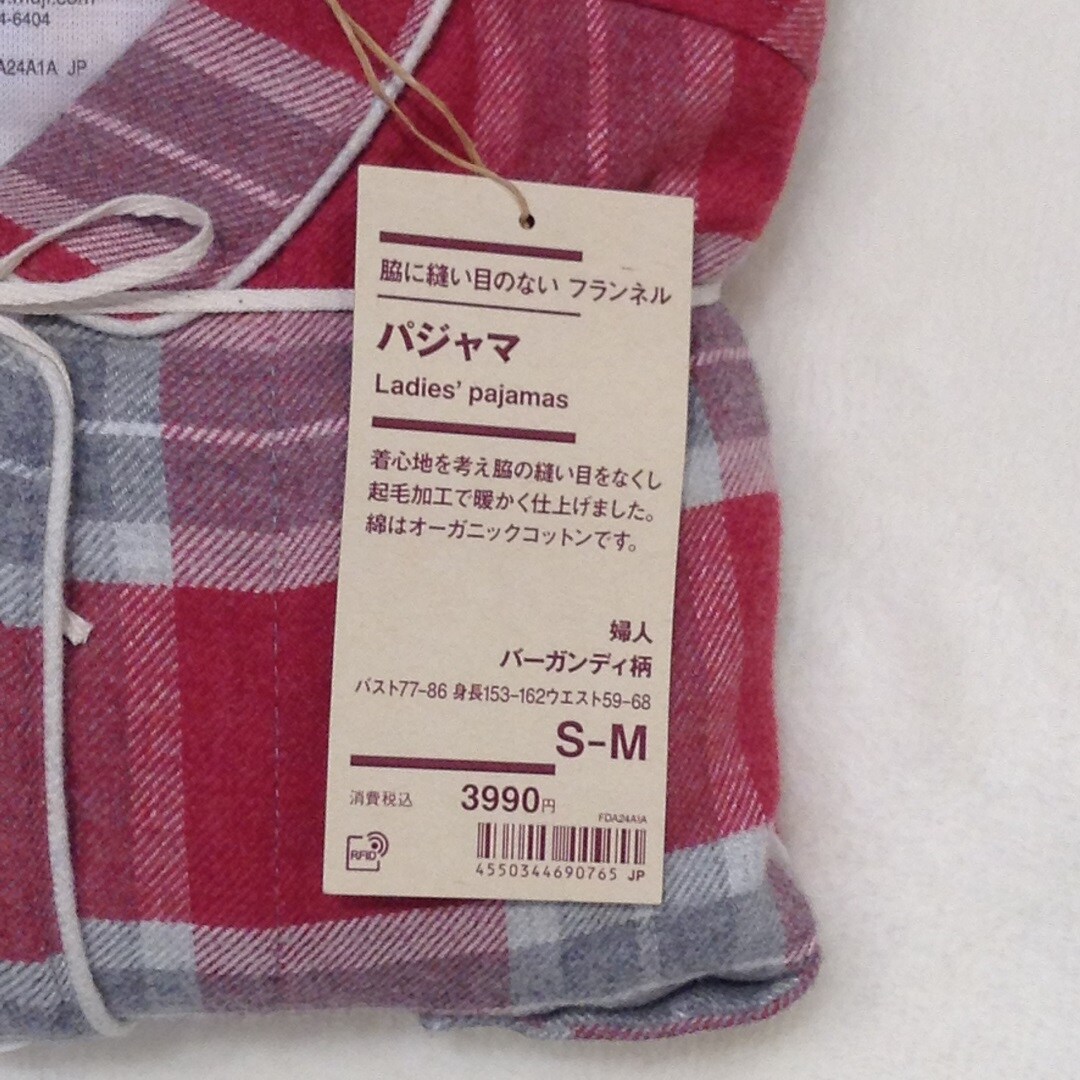 4-6404
A24A1A JP
脇に縫い目のない フランネル
パジャマ
Ladies' pajamas
着心地を考え脇の縫い目をなくし
起毛加工で暖かく仕上げました。
綿はオーガニックコットンです。
婦人
バーガンディ柄
バスト77-86 身長153-162ウエスト59-68
S-M
消費税込 3990円
FDA24A1A
RFID
4550344690765 JP